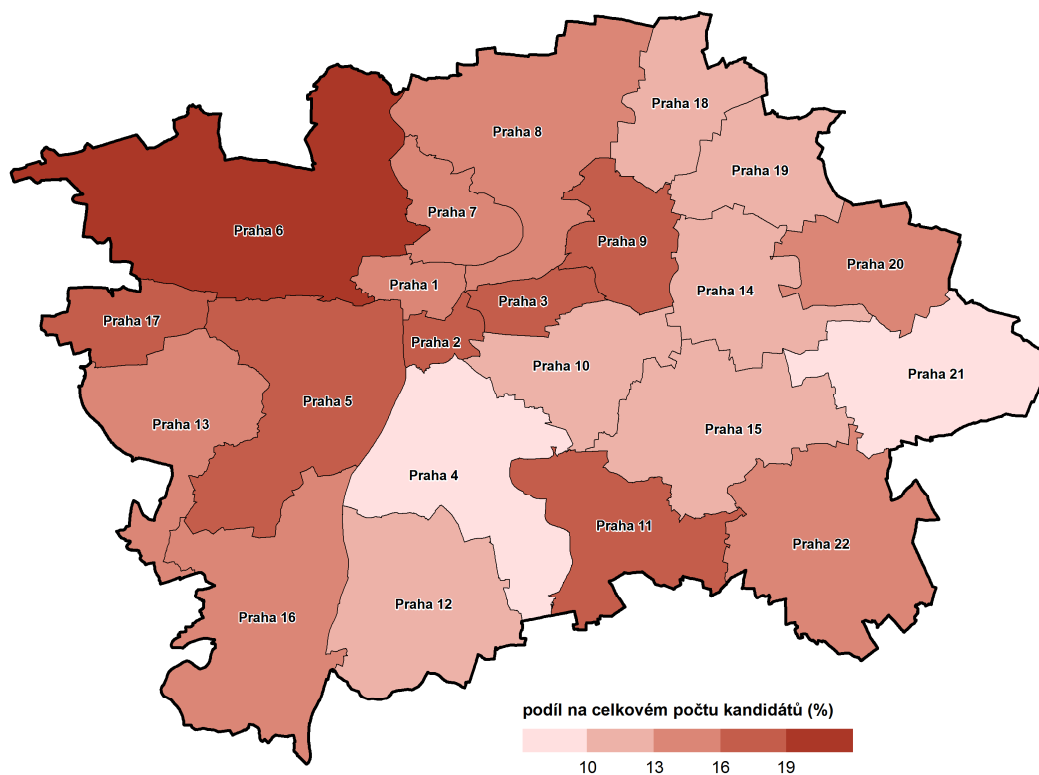 Praha 18
Praha 8
Praha 19
Praha 7
Praha 6
Praha 9
Praha 20
Praha 1
Praha 14
Praha 3
Praha 17
Praha 2
Praha 10
Praha 21
Praha 5
Praha 13
Praha 15
Praha 4
Praha 11
Praha 22
Praha 12
Praha 16
podíl na celkovém počtu kandidátů (%)
10 13 16 19